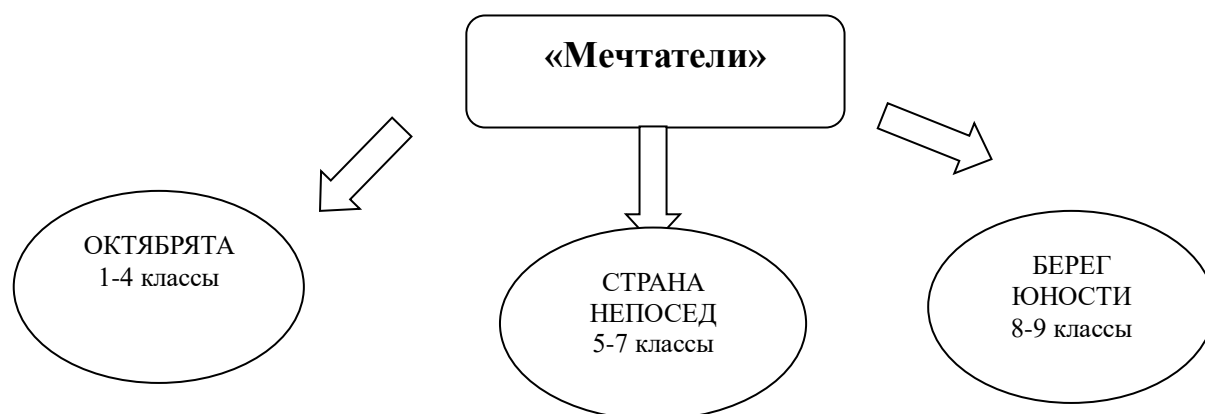 «Мечтатели»
ОКТЯБРЯТА
1-4 классы
СТРАНА
НЕПОСЕД
5-7 классы
БЕРЕГ
ЮНОСТИ
8-9 классы